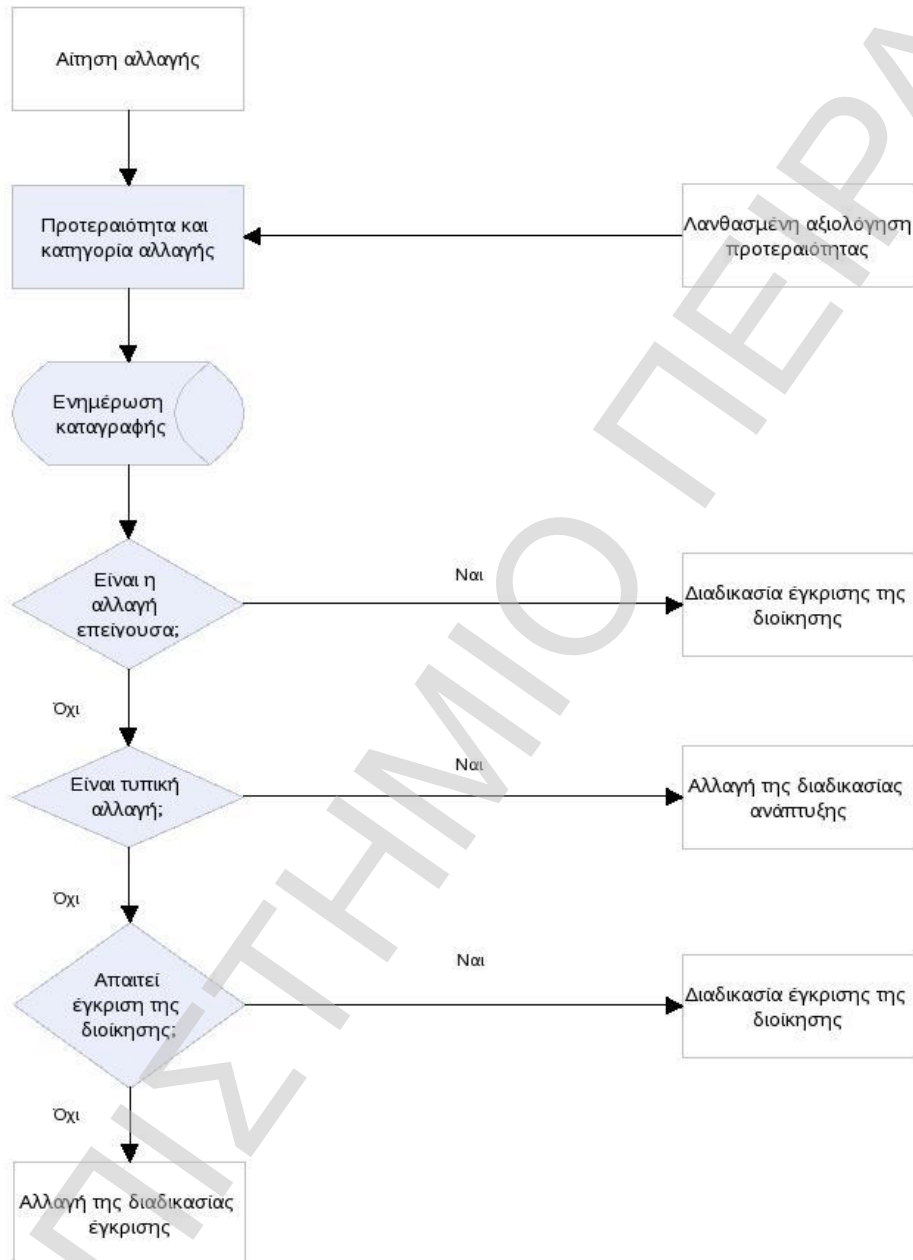 Αίτηση αλλαγής
Προτεραιότητα και
κατηγορία αλλαγής
Λανθασμένη αξιολόγηση
προτεραιότητας
Ενημέρωση
καταγραφής
Είναι η
αλλαγή
επείγουσα;
Ναι
Διαδικασία έγκρισης της
διοίκησης
Όχι
Είναι τυπική
αλλαγή;
Ναι
Αλλαγή της διαδικασίας
ανάπτυξης
Όχι
Απαιτεί
έγκριση της
διοίκησης;
Ναι
Διαδικασία έγκρισης της
διοίκησης
Όχι
Αλλαγή της διαδικασίας
έγκρισης